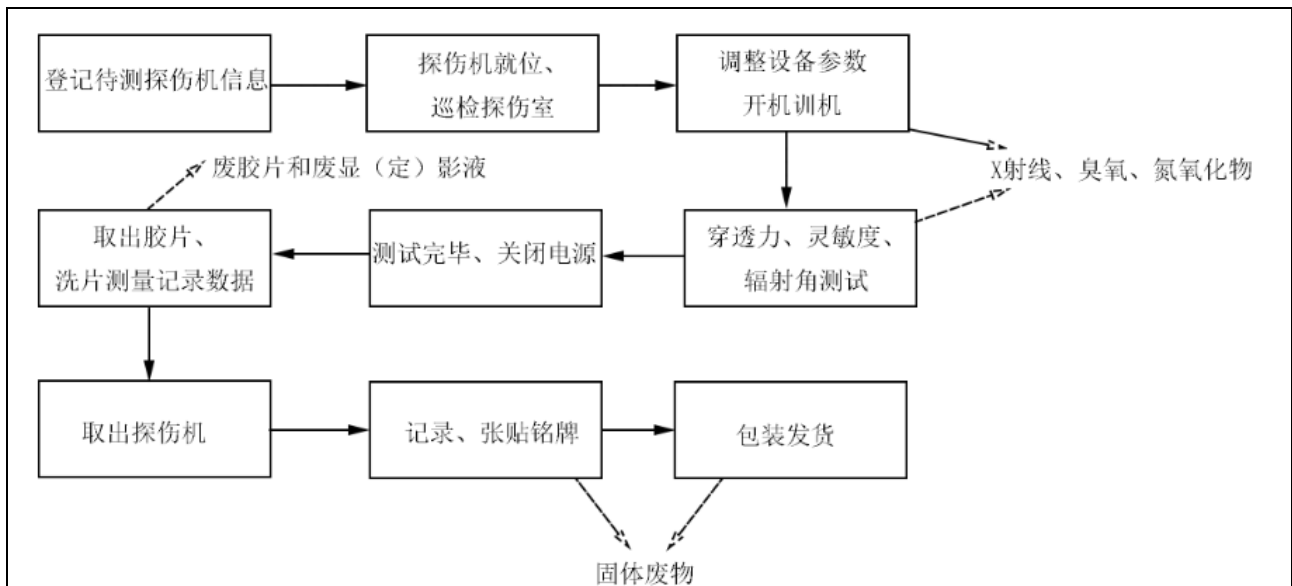 登记待测探伤机信息
探伤机就位、
巡检探伤室
调整设备参数
开机训机
X射线、臭氧、氮氧化物
废胶片和废显（定）影液
取出胶片、
洗片测量记录数据
测试完毕、关闭电源
穿透力、灵敏度、
辐射角测试
取出探伤机
记录、张贴铭牌
包装发货
固体废物